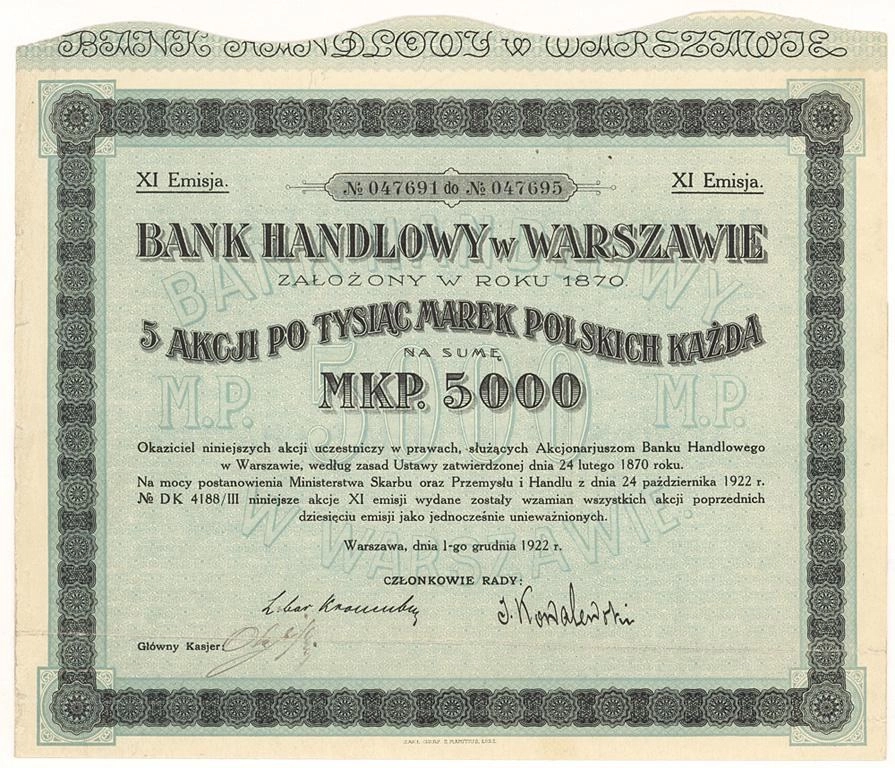 BANK HANDLOWY w WARSZAWIE
XI Emisja.
№ 047691 do № 047695
XI Emisja.
BANK HANDLOWY w WARSZAWIE
ZAŁOŻONY W ROKU 1870.
5 AKCJI PO TYSIĄC MAREK POLSKICH KAŻDA
NA SUMĘ
MKP. 5000
BANK HANDLOWY
M.P. 5000 M.P.
W WARSZAWIE.
Okaziciel niniejszych akcji uczestniczy w prawach, służących Akcjonarjuszom Banku Handlowego
w Warszawie, według zasad Ustawy zatwierdzonej dnia 24 lutego 1870 roku.
Na mocy postanowienia Ministerstwa Skarbu oraz Przemysłu i Handlu z dnia 24 października 1922 r.
№ DK 4188/III niniejsze akcje XI emisji wydane zostały wzamian wszystkich akcji poprzednich
dziesięciu emisji jako jednocześnie unieważnionych.
Warszawa, dnia 1-go grudnia 1922 r.
CZŁONKOWIE RADY:
J. Kowalewski
Główny Kasjer: